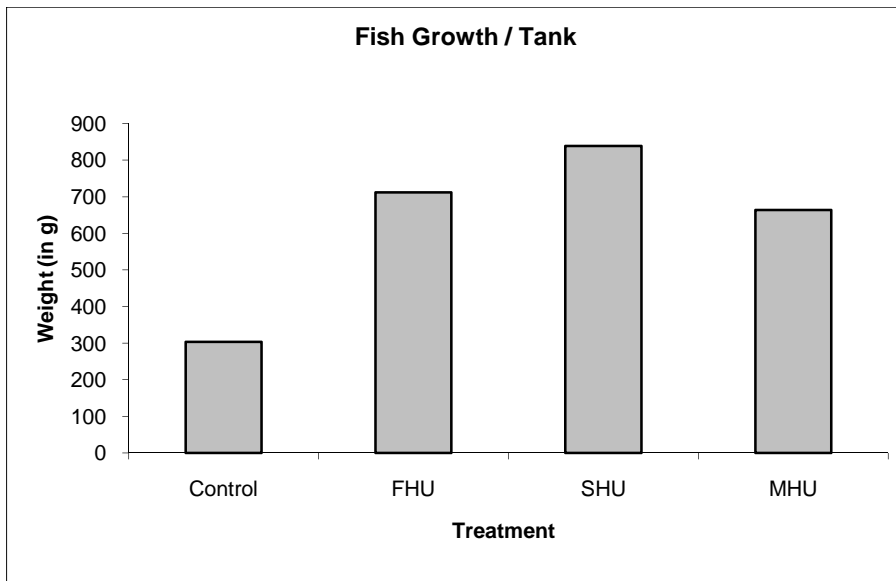 Fish Growth / Tank
900
800
700
600
500
400
300
200
100
0
Weight (in g)
Control FHU SHU MHU
Treatment